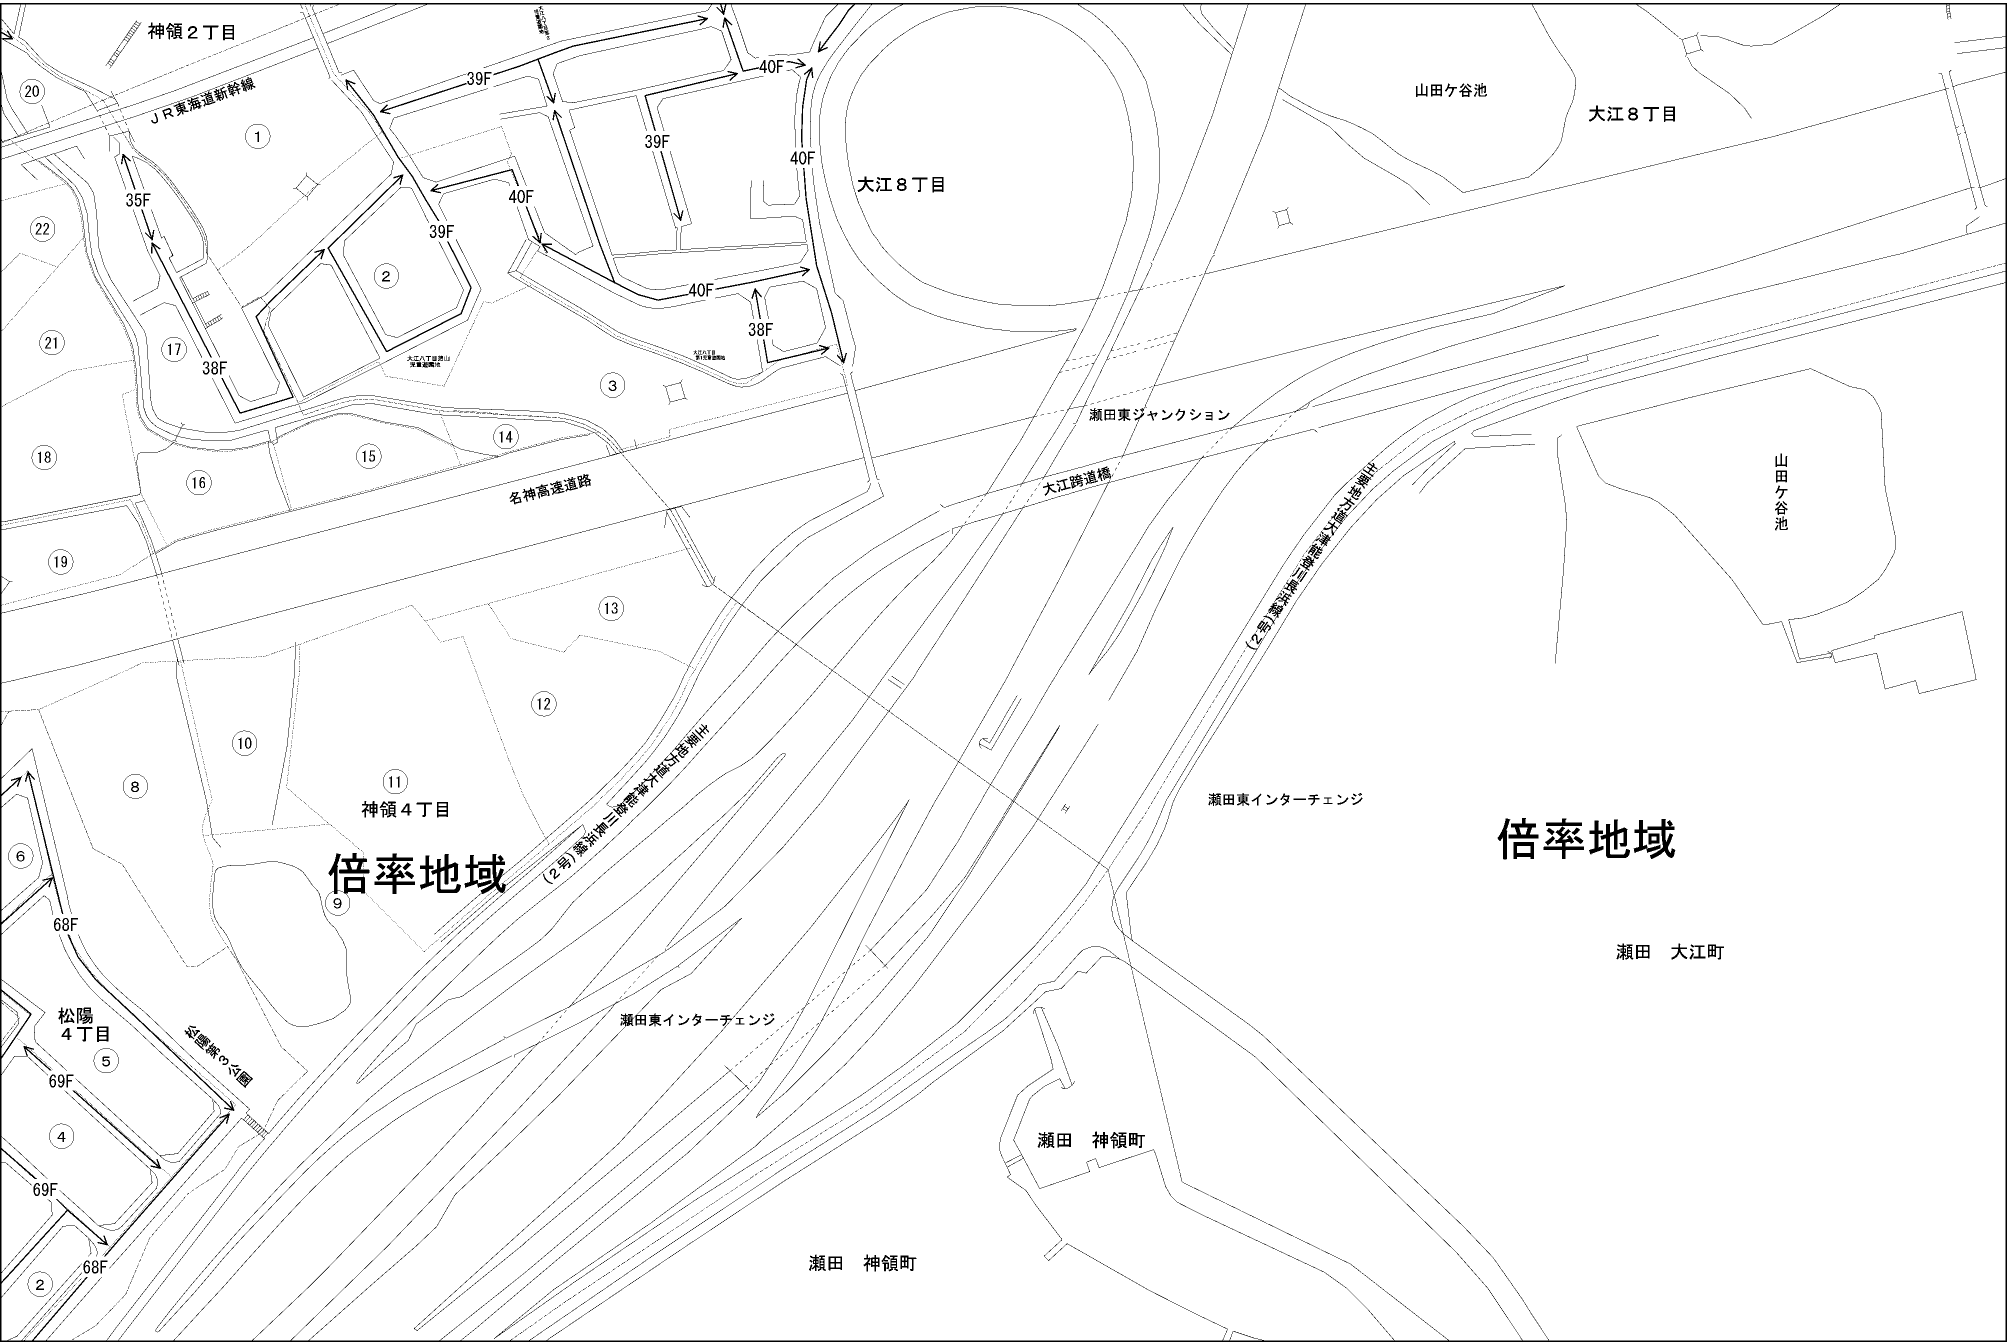 神領２丁目
ＪＲ東海道新幹線
39F
40F
山田ケ谷池
大江８丁目
20
①
39F
40F
35F
40F
大江８丁目
22
39F
②
40F
38F
21
17
38F
大江八丁目
③
瀬田東ジャンクション
18
16
15
14
名神高速道路
大江跨道橋
主要地方道大津能登川長浜線(2号)
山田ケ谷池
19
13
12
10
11
8
神領４丁目
主要地方道大津能登川長浜線(2号)
瀬田東インターチェンジ
倍率地域
倍率地域
6
9
68F
瀬田　大江町
松陽
４丁目
松陽第３公園
瀬田東インターチェンジ
5
69F
4
瀬田　神領町
69F
68F
2
瀬田　神領町